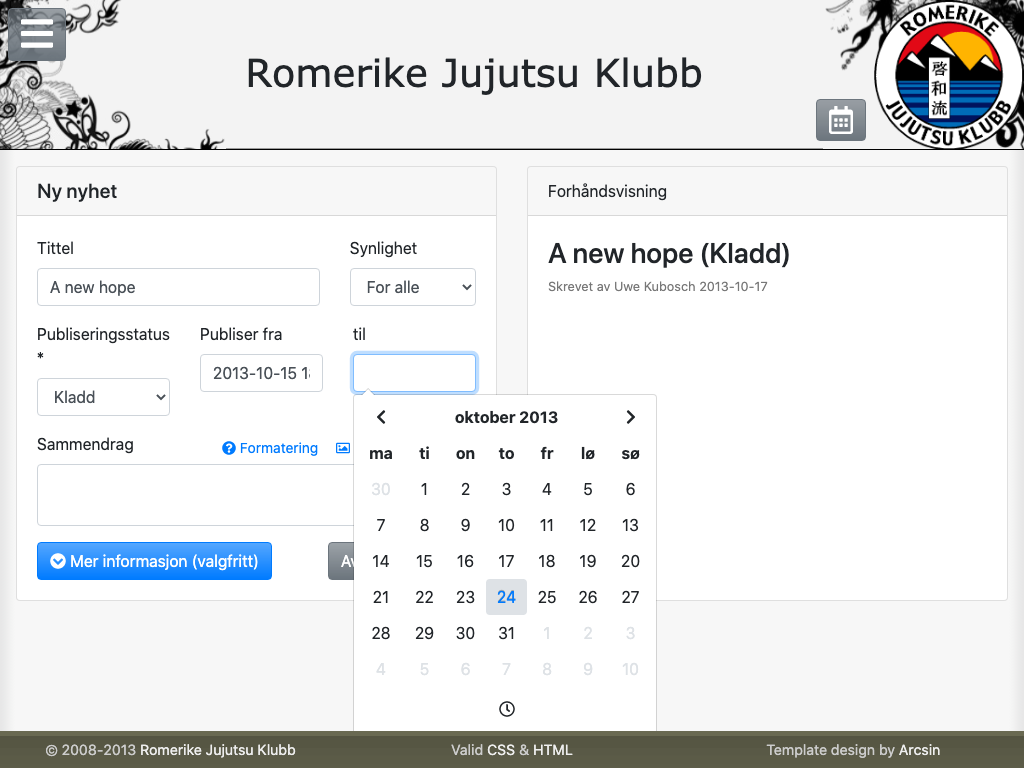 Romerike Jujutsu Klubb
ROMERIKE
啓和流
JUJUTSU KLUBB
Ny nyhet
Tittel
Synlighet
A new hope
For alle
Publiseringsstatus
*
Publiser fra
til
Kladd
2013-10-15 1
Sammendrag
Formatering
Mer informasjon (valgfritt)
Av
oktober 2013
ma ti on to fr lø sø
30 1 2 3 4 5 6
7 8 9 10 11 12 13
14 15 16 17 18 19 20
21 22 23 24 25 26 27
28 29 30 31 1 2 3
4 5 6 7 8 9 10
Forhåndsvisning
A new hope (Kladd)
Skrevet av Uwe Kubosch 2013-10-17
© 2008-2013 Romerike Jujutsu Klubb
Valid CSS & HTML
Template design by Arcsin